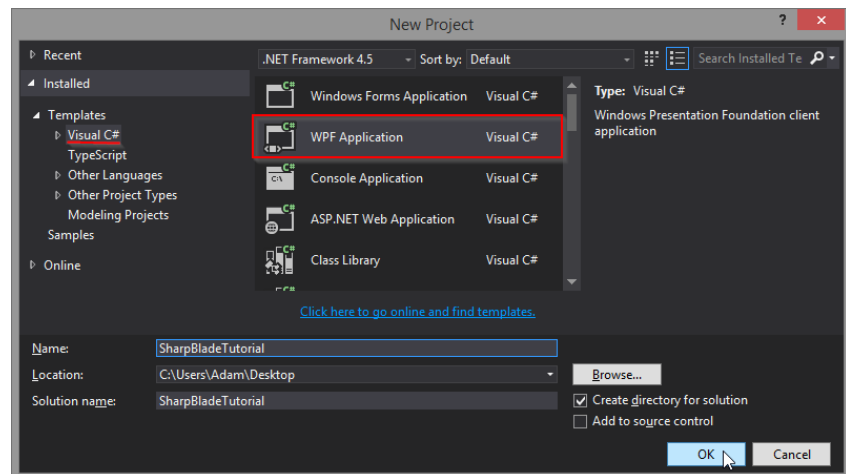 New Project
?
Recent
.NET Framework 4.5
Sort by: Default
Search Installed Te
Installed
Templates
Visual C#
TypeScript
Other Languages
Other Project Types
Modeling Projects
Samples
Online
C#
Windows Forms Application Visual C#
C#
WPF Application Visual C#
C#
C:\
Console Application Visual C#
C#
ASP.NET Web Application Visual C#
C#
Class Library Visual C#
C#
Type: Visual C#
Windows Presentation Foundation client
application
Click here to go online and find templates.
Name: SharpBladeTutorial
Location: C:\Users\Adam\Desktop
Browse...
Solution name: SharpBladeTutorial
Create directory for solution
Add to source control
OK Cancel